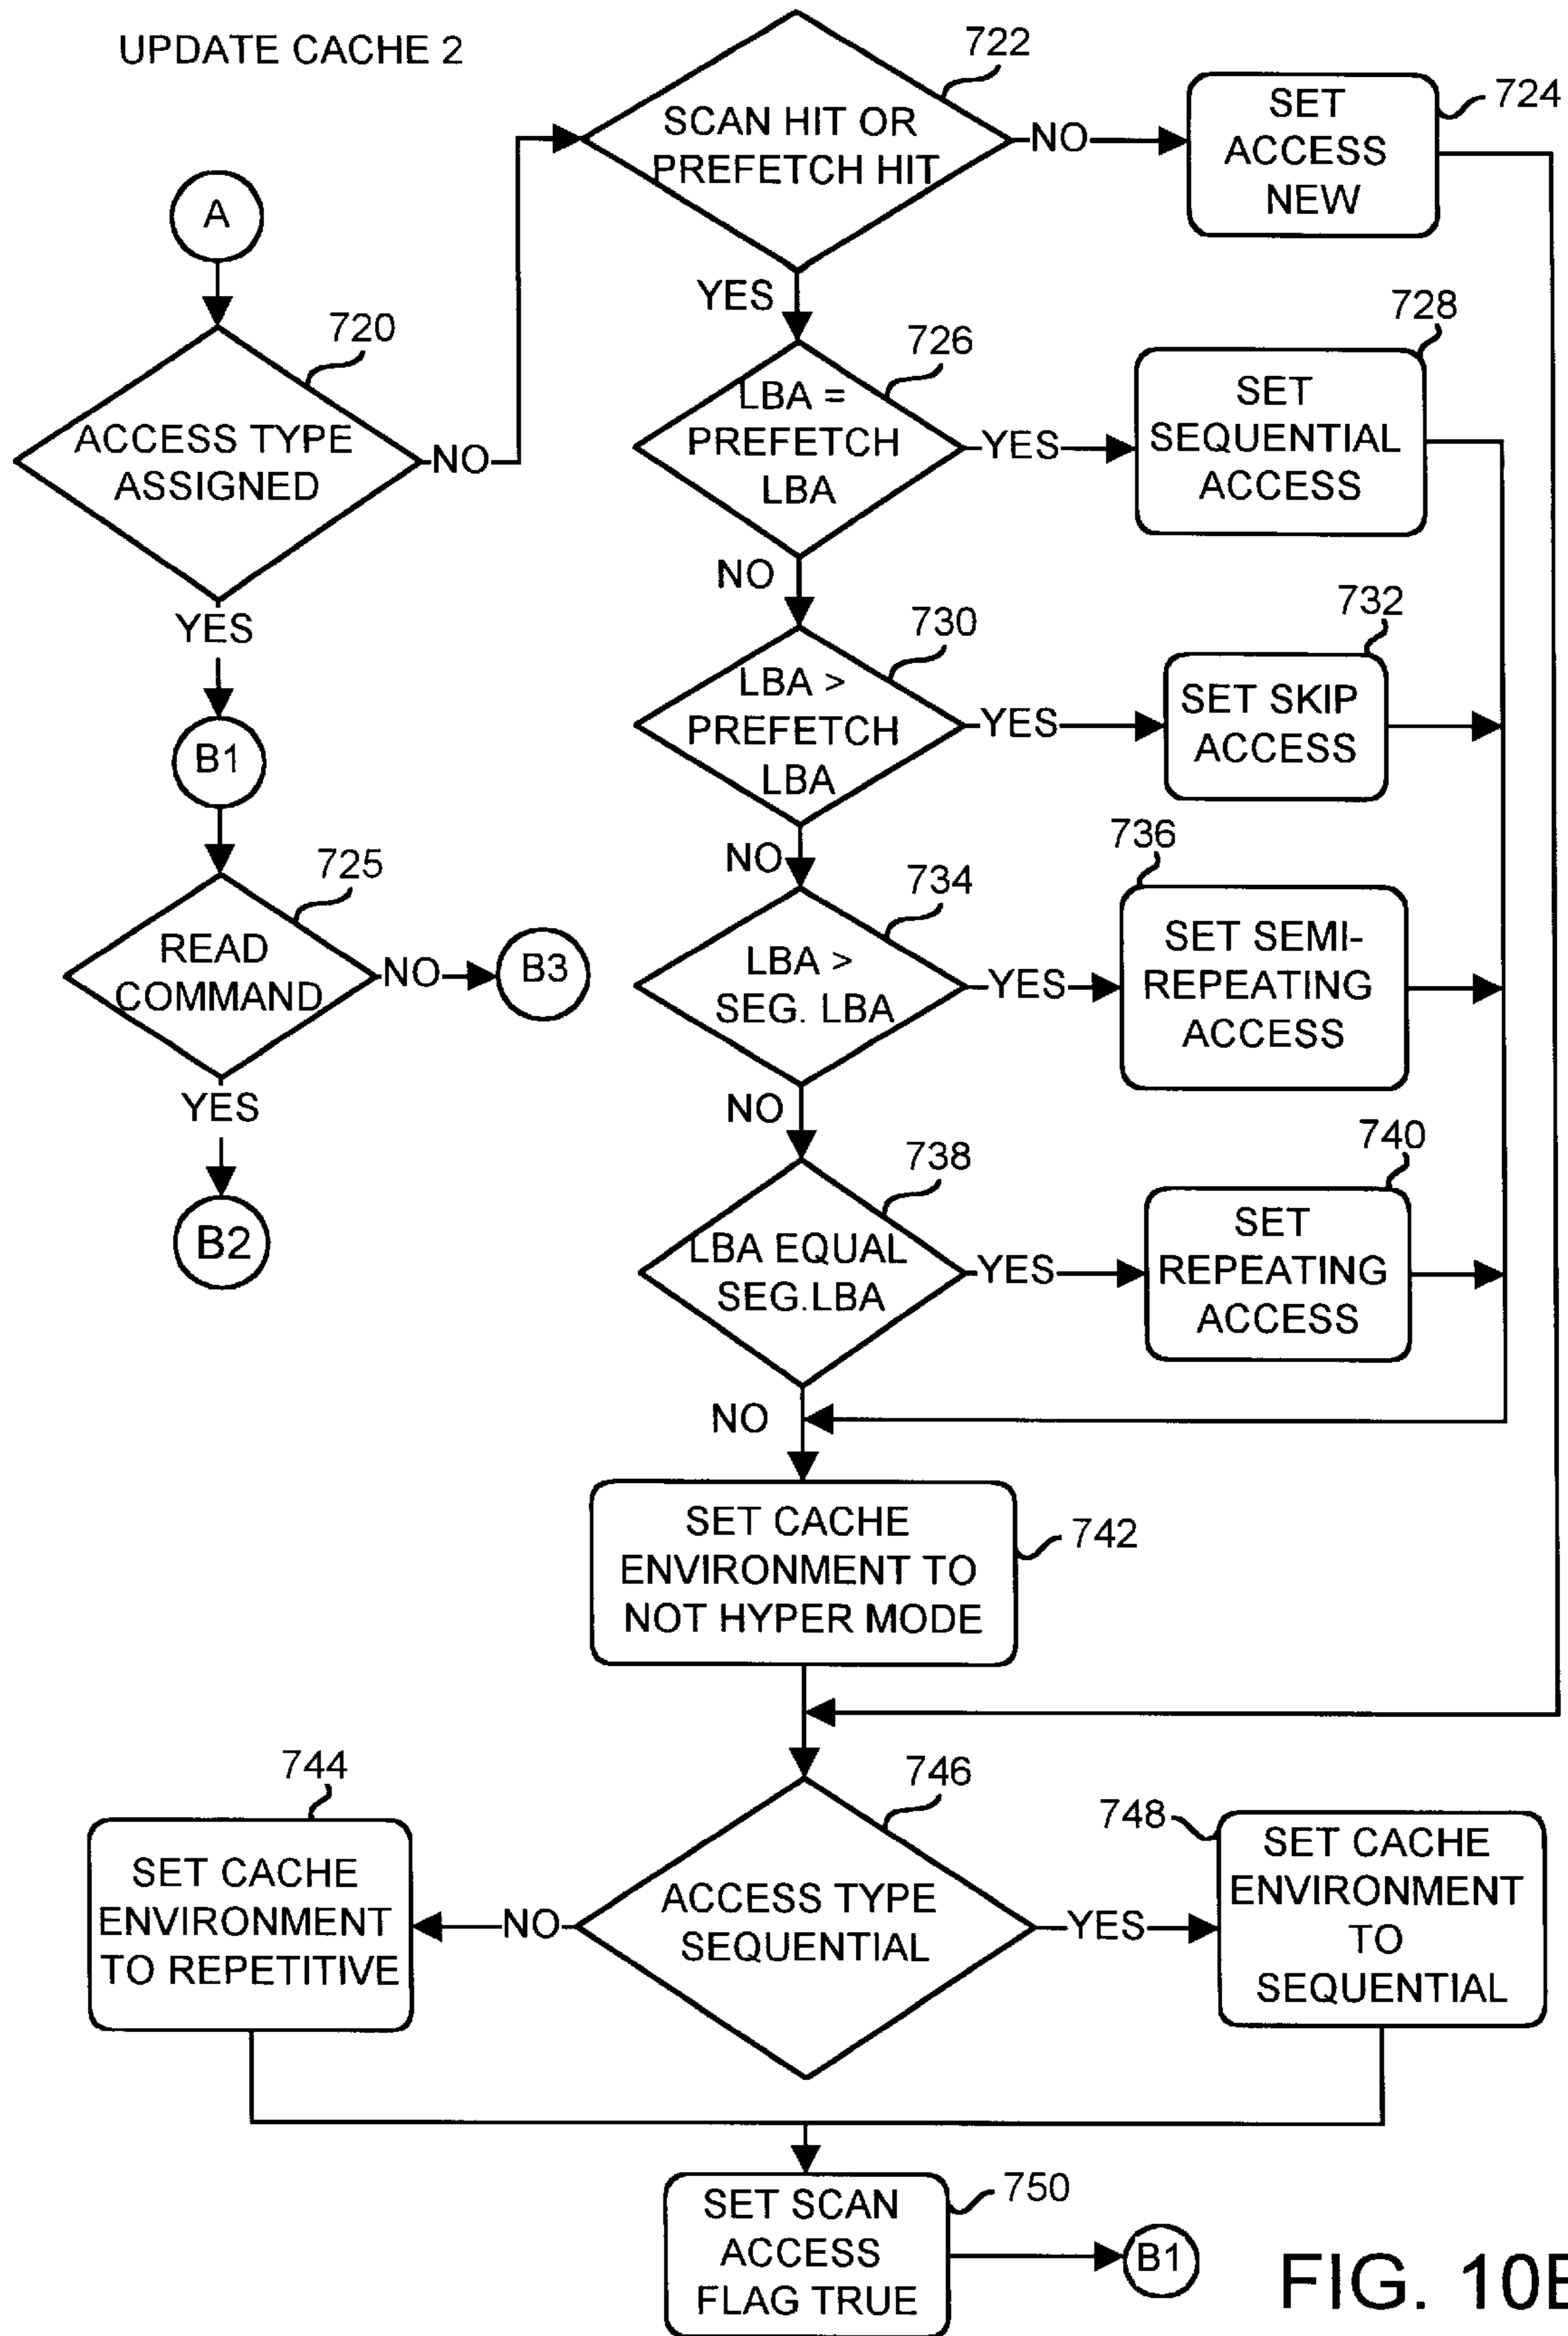 UPDATE CACHE 2
722
SCAN HIT OR
PREFETCH HIT
NO
SET
ACCESS
NEW
724
A
YES
720
ACCESS TYPE
ASSIGNED
NO
726
LBA =
PREFETCH
LBA
YES
728
SET
SEQUENTIAL
ACCESS
NO
YES
B1
730
LBA >
PREFETCH
LBA
YES
732
SET SKIP
ACCESS
NO
725
READ
COMMAND
NO
B3
734
LBA >
SEG. LBA
YES
736
SET SEMI-
REPEATING
ACCESS
YES
B2
NO
738
LBA EQUAL
SEG.LBA
YES
740
SET
REPEATING
ACCESS
NO
SET CACHE
ENVIRONMENT TO
NOT HYPER MODE
742
744
SET CACHE
ENVIRONMENT
TO REPETITIVE
NO
746
ACCESS TYPE
SEQUENTIAL
YES
748
SET CACHE
ENVIRONMENT
TO
SEQUENTIAL
SET SCAN
ACCESS
FLAG TRUE
750
B1
FIG. 10B